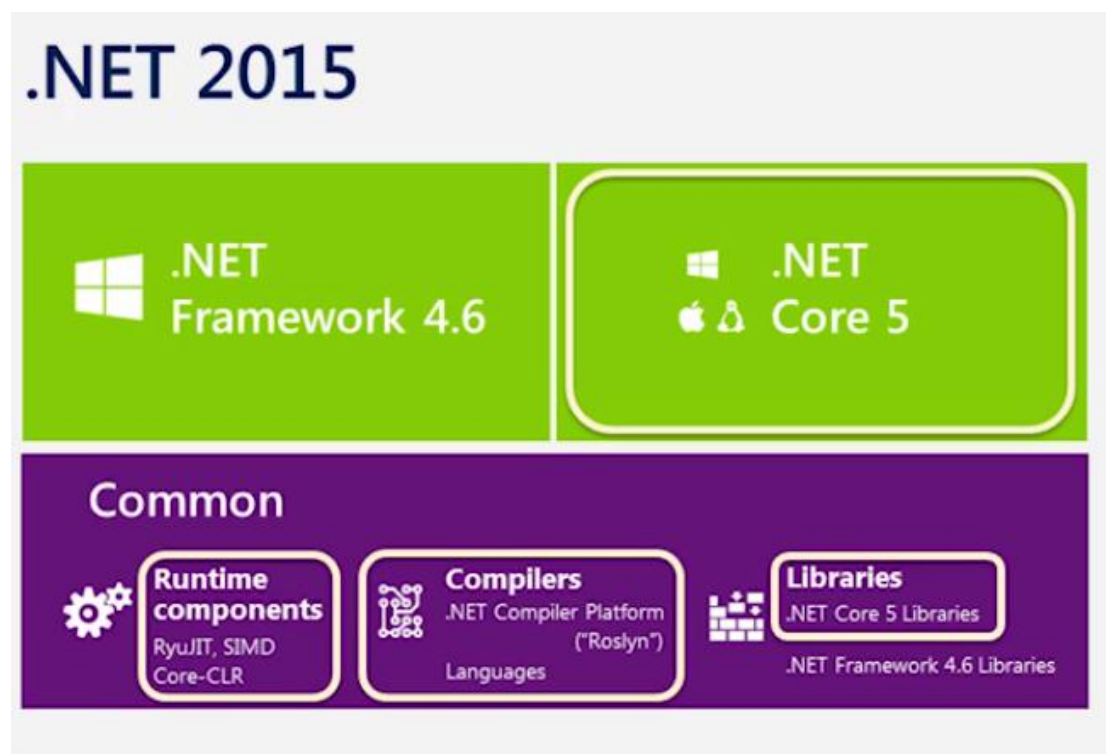 .NET 2015
.NET
Framework 4.6
.NET
Core 5
Common
Runtime
components
RyuJIT, SIMD
Core-CLR
Compilers
.NET Compiler Platform
("Roslyn")
Languages
Libraries
.NET Core 5 Libraries
.NET Framework 4.6 Libraries